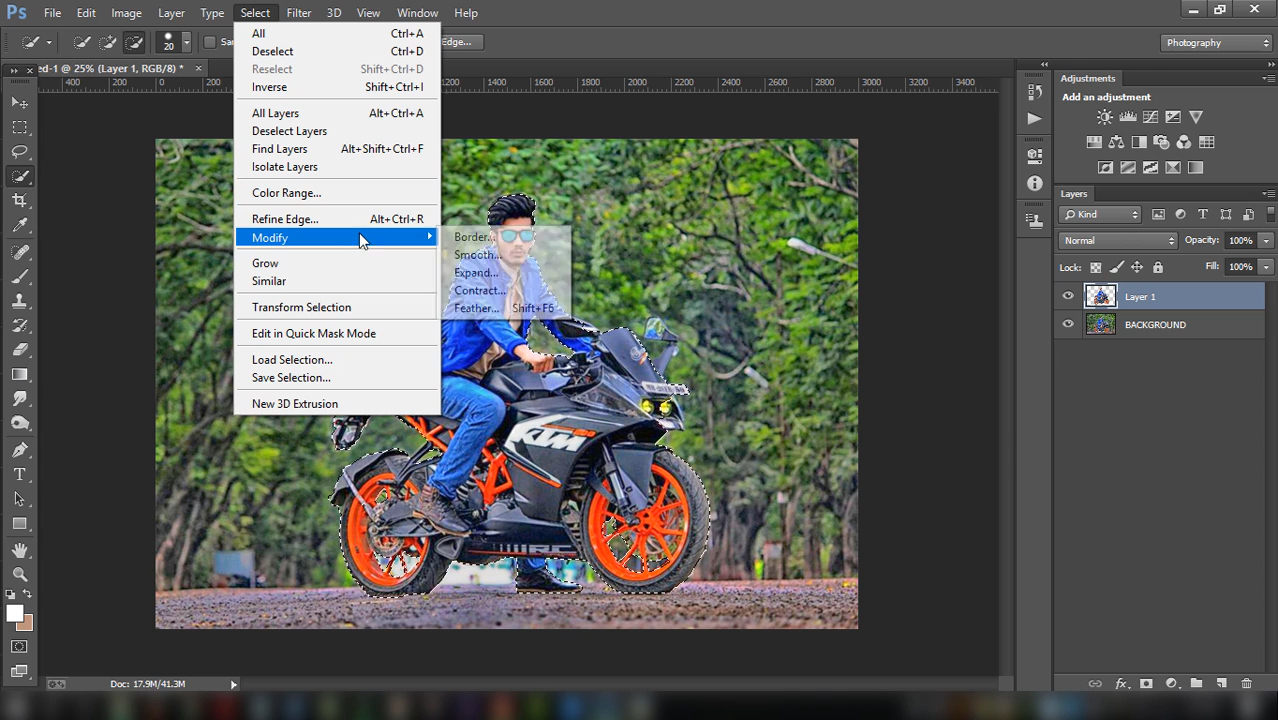 Ps File Edit Image Layer Type Select Filter 3D View Window Help
20 Sa Edge... Photography
ed-1 @ 25% (Layer 1, RGB/8) * ×
400 200 0 200 1200 1400 1600 1800 2000 2200 2400 2600 2800 3000 3200 3400
All Ctrl+A
Deselect Ctrl+D
Reselect Shift+Ctrl+D
Inverse Shift+Ctrl+I
All Layers Alt+Ctrl+A
Deselect Layers
Find Layers Alt+Shift+Ctrl+F
Isolate Layers
Color Range...
Refine Edge... Alt+Ctrl+R
Modify
Grow
Similar
Transform Selection
Edit in Quick Mask Mode
Load Selection...
Save Selection...
New 3D Extrusion
Border...
Smooth...
Expand...
Contract...
Feather... Shift+F6
KTM
RC
Adjustments
Add an adjustment
Layers
Kind
Normal Opacity: 100%
Lock: Fill: 100%
Layer 1
BACKGROUND
fx
Doc: 17.9M/41.3M